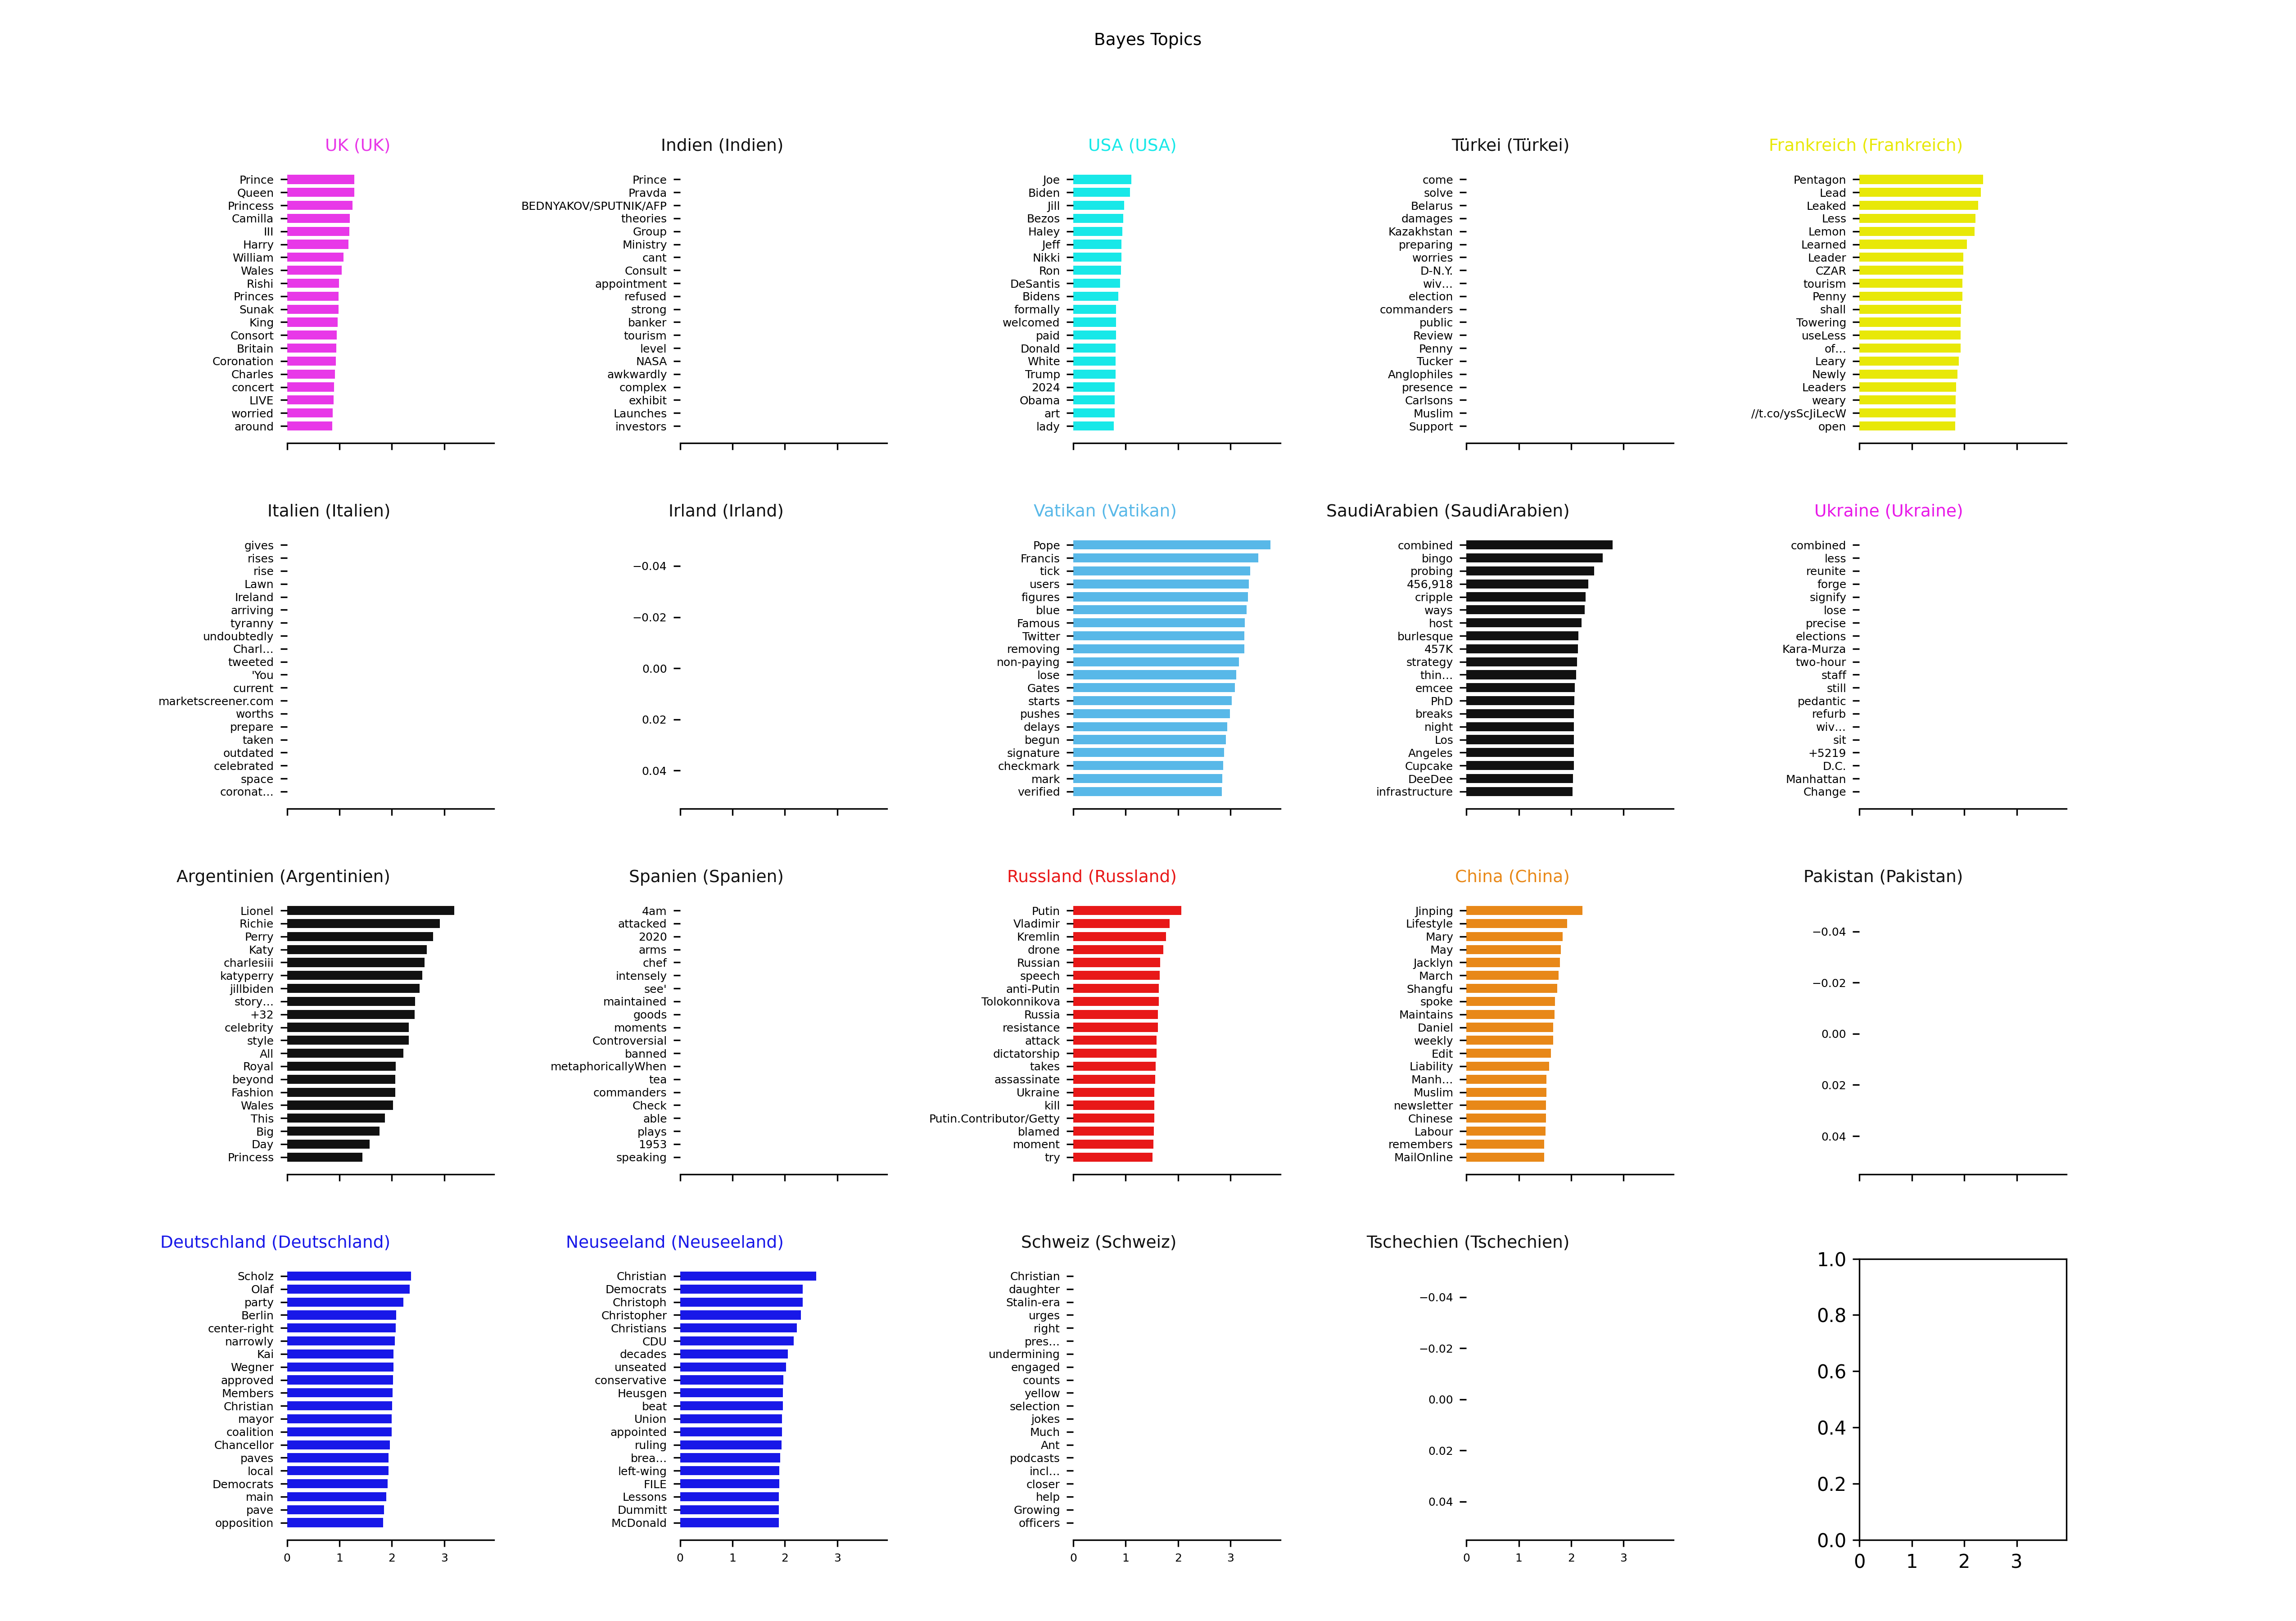 Bayes Topics
UK (UK)
Prince
Queen
Princess
Camilla
III
Harry
William
Wales
Rishi
Princes
Sunak
King
Consort
Britain
Coronation
Charles
concert
LIVE
worried
around
Indien (Indien)
Prince
Pravda
BEDNYAKOV/SPUTNIK/AFP
theories
Group
Ministry
cant
Consult
appointment
refused
strong
banker
tourism
level
NASA
awkwardly
complex
exhibit
Launches
investors
USA (USA)
Joe
Biden
Jill
Bezos
Haley
Jeff
Nikki
Ron
DeSantis
Bidens
formally
welcomed
paid
Donald
White
Trump
2024
Obama
art
lady
Türkei (Türkei)
come
solve
Belarus
damages
Kazakhstan
preparing
worries
D-N.Y.
wiv…
election
commanders
public
Review
Penny
Tucker
Anglophiles
presence
Carlsons
Muslim
Support
Frankreich (Frankreich)
Pentagon
Lead
Leaked
Less
Lemon
Learned
Leader
CZAR
tourism
Penny
shall
Towering
useLess
of…
Leary
Newly
Leaders
weary
//t.co/ysScJiLecW
open
Italien (Italien)
gives
rises
rise
Lawn
Ireland
arriving
tyranny
undoubtedly
Charl…
tweeted
'You
current
marketscreener.com
worths
prepare
taken
outdated
celebrated
space
coronat…
Irland (Irland)
−0.04
−0.02
0.00
0.02
0.04
Vatikan (Vatikan)
Pope
Francis
tick
users
figures
blue
Famous
Twitter
removing
non-paying
lose
Gates
starts
pushes
delays
begun
signature
checkmark
mark
verified
SaudiArabien (SaudiArabien)
combined
bingo
probing
456,918
cripple
ways
host
burlesque
457K
strategy
thin…
emcee
PhD
breaks
night
Los
Angeles
Cupcake
DeeDee
infrastructure
Ukraine (Ukraine)
combined
less
reunite
forge
signify
lose
precise
elections
Kara-Murza
two-hour
staff
still
pedantic
refurb
wiv…
sit
+5219
D.C.
Manhattan
Change
Argentinien (Argentinien)
Lionel
Richie
Perry
Katy
charlesiii
katyperry
jillbiden
story…
+32
celebrity
style
All
Royal
beyond
Fashion
Wales
This
Big
Day
Princess
Spanien (Spanien)
4am
attacked
2020
arms
chef
intensely
see'
maintained
goods
moments
Controversial
banned
metaphoricallyWhen
tea
commanders
Check
able
plays
1953
speaking
Russland (Russland)
Putin
Vladimir
Kremlin
drone
Russian
speech
anti-Putin
Tolokonnikova
Russia
resistance
attack
dictatorship
takes
assassinate
Ukraine
kill
Putin.Contributor/Getty
blamed
moment
try
China (China)
Jinping
Lifestyle
Mary
May
Jacklyn
March
Shangfu
spoke
Maintains
Daniel
weekly
Edit
Liability
Manh…
Muslim
newsletter
Chinese
Labour
remembers
MailOnline
Pakistan (Pakistan)
−0.04
−0.02
0.00
0.02
0.04
Deutschland (Deutschland)
Scholz
Olaf
party
Berlin
center-right
narrowly
Kai
Wegner
approved
Members
Christian
mayor
coalition
Chancellor
paves
local
Democrats
main
pave
opposition
0 1 2 3
Neuseeland (Neuseeland)
Christian
Democrats
Christoph
Christopher
Christians
CDU
decades
unseated
conservative
Heusgen
beat
Union
appointed
ruling
brea…
left-wing
FILE
Lessons
Dummitt
McDonald
0 1 2 3
Schweiz (Schweiz)
Christian
daughter
Stalin-era
urges
right
pres…
undermining
engaged
counts
yellow
selection
jokes
Much
Ant
podcasts
incl…
closer
help
Growing
officers
0 1 2 3
Tschechien (Tschechien)
−0.04
−0.02
0.00
0.02
0.04
0 1 2 3
1.0
0.8
0.6
0.4
0.2
0.0
0 1 2 3